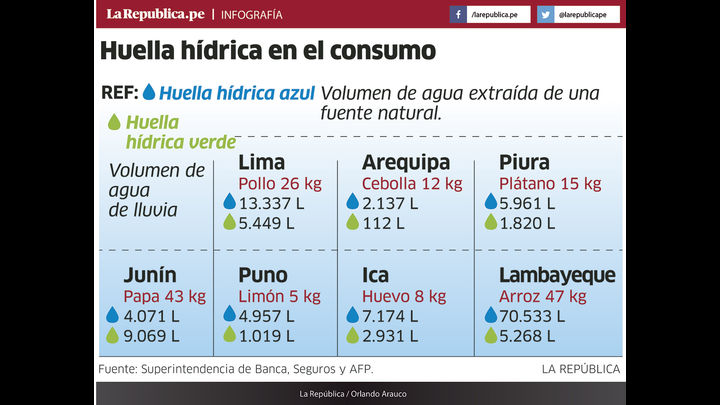 La República.pe | INFOGRAFÍA
/larepublica.pe
@larepublicape
Huella hídrica en el consumo
REF: Huella hídrica azul Volumen de agua extraída de una
fuente natural.
Huella
hídrica verde
Volumen de
agua
de lluvia
Lima
Pollo 26 kg
13.337 L
5.449 L
Arequipa
Cebolla 12 kg
2.137 L
112 L
Piura
Plátano 15 kg
5.961 L
1.820 L
Junín
Papa 43 kg
4.071 L
9.069 L
Puno
Limón 5 kg
4.957 L
1.019 L
Ica
Huevo 8 kg
7.174 L
2.931 L
Lambayeque
Arroz 47 kg
70.533 L
5.268 L
Fuente: Superintendencia de Banca, Seguros y AFP.
LA REPÚBLICA
La República / Orlando Arauco